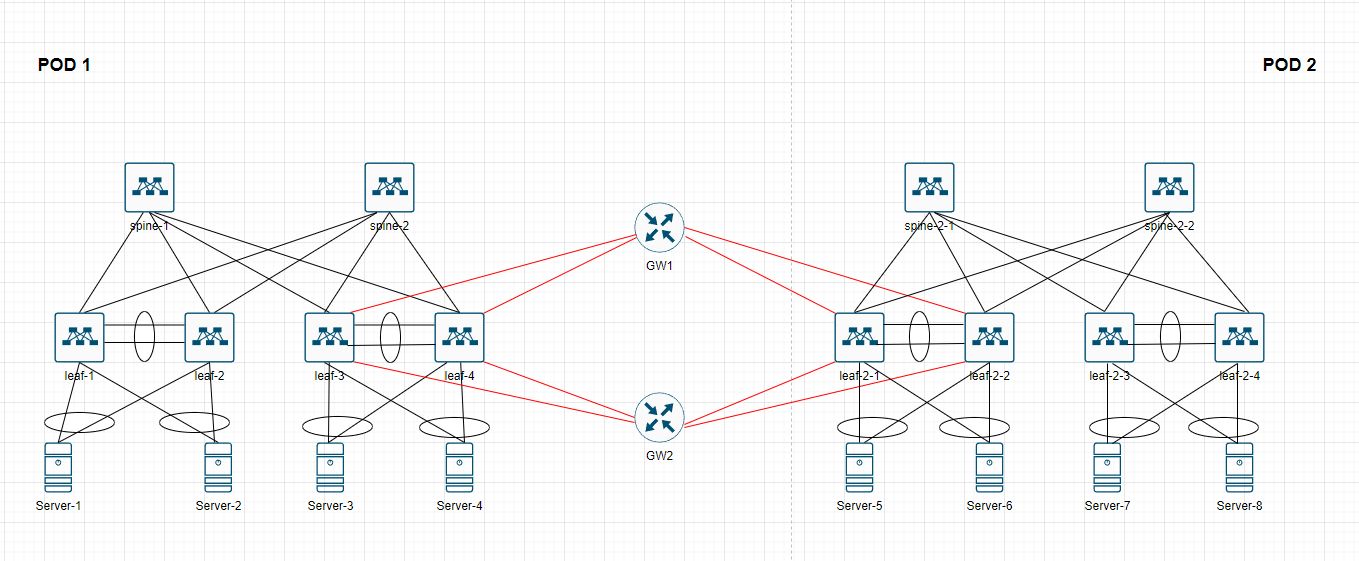 POD 1
POD 2
spine-1
spine-2
spine-2-1
spine-2-2
GW1
leaf-1
leaf-2
leaf-3
leaf-4
leaf-2-1
leaf-2-2
leaf-2-3
leaf-2-4
GW2
Server-1
Server-2
Server-3
Server-4
Server-5
Server-6
Server-7
Server-8